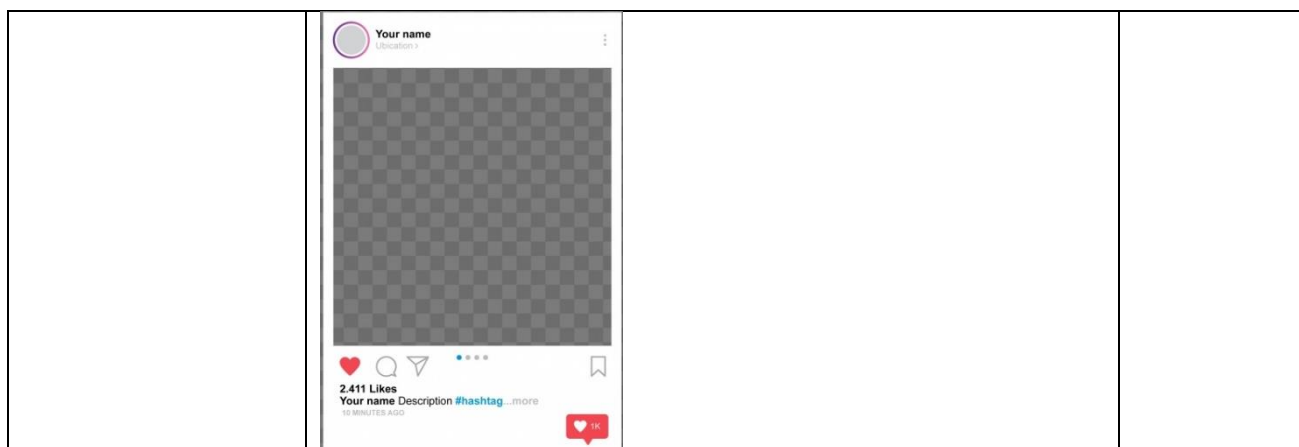 Your name
Ubication ›
2.411 Likes
Your name Description #hashtag...more
10 MINUTES AGO
1K